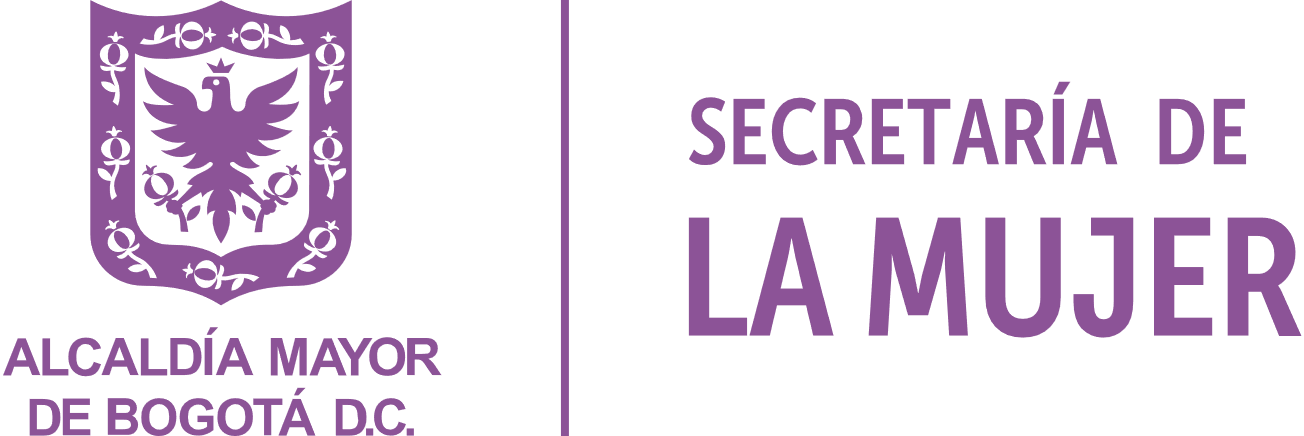 ALCALDÍA MAYOR
DE BOGOTÁ D.C.
SECRETARÍA DE
LA MUJER